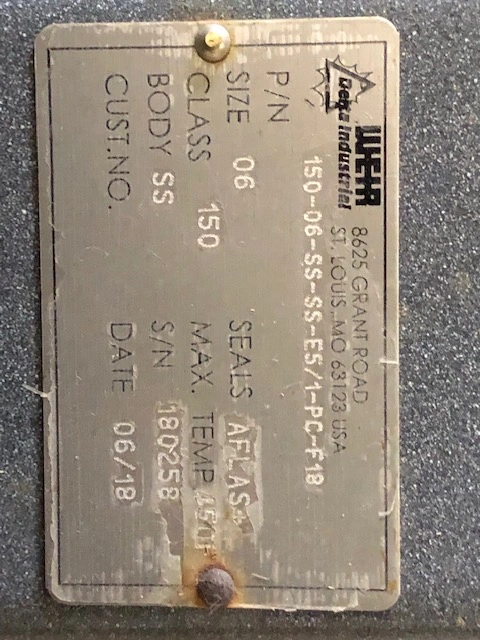 WEIR
Delta Industrial
8625 GRANT ROAD
ST. LOUIS, MO 63123 USA
P/N 150-06-SS-SS-E5/1-PC-F18
SIZE 06 SEALS AFLAS
CLASS 150 MAX. TEMP 450F
BODY SS S/N 180258
CUST.NO. DATE 06/18